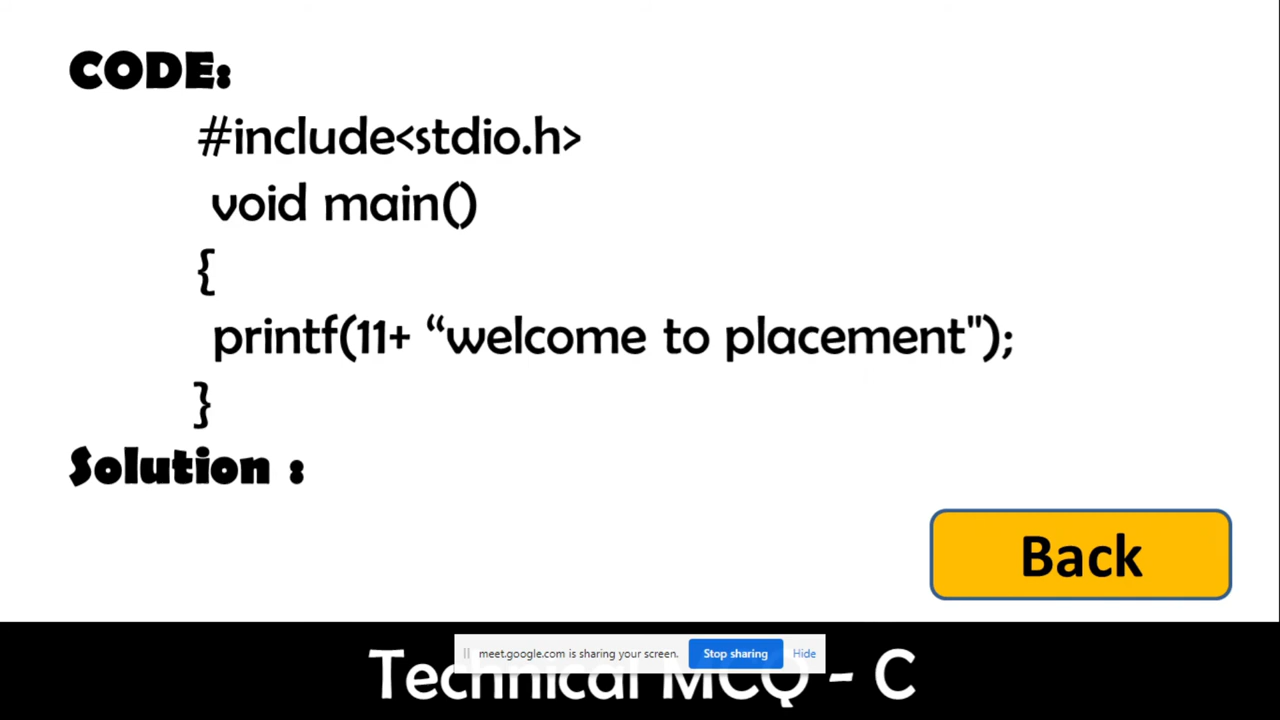 CODE:
#include<stdio.h>
void main()
{
printf(11+ “welcome to placement");
}
Solution :
Back
meet.google.com is sharing your screen. Stop sharing Hide
Technical MCQ - C